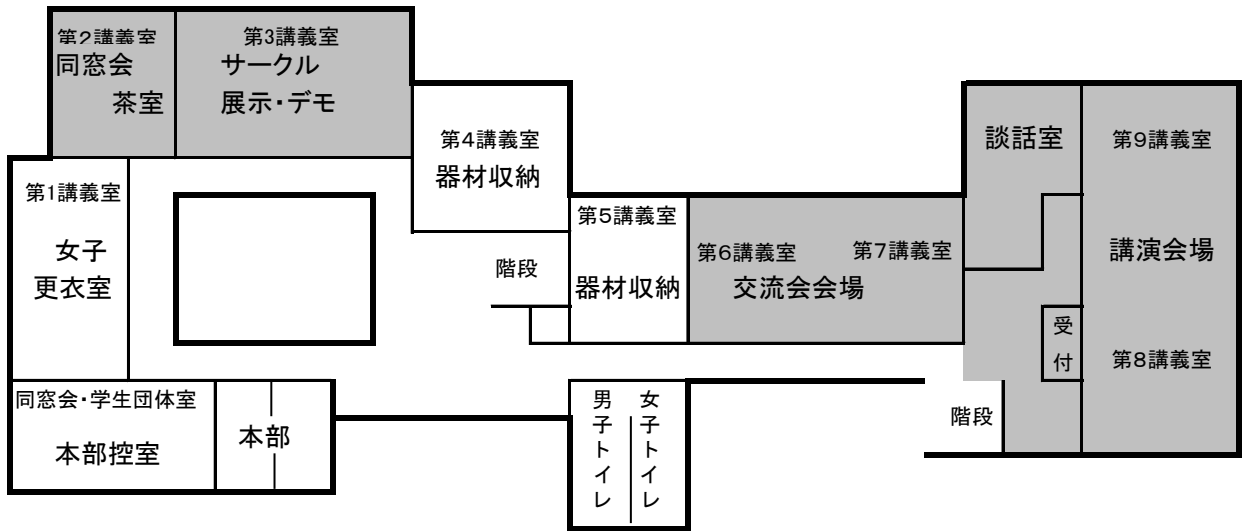 第2講義室
同窓会
茶室
第3講義室
サークル
展示・デモ
第4講義室
器材収納
談話室
第9講義室
第1講義室
女子
更衣室
第5講義室
器材収納
階段
第6講義室
第7講義室
交流会会場
講演会場
受付
第8講義室
同窓会・学生団体室
本部控室
本部
男子トイレ
女子トイレ
階段